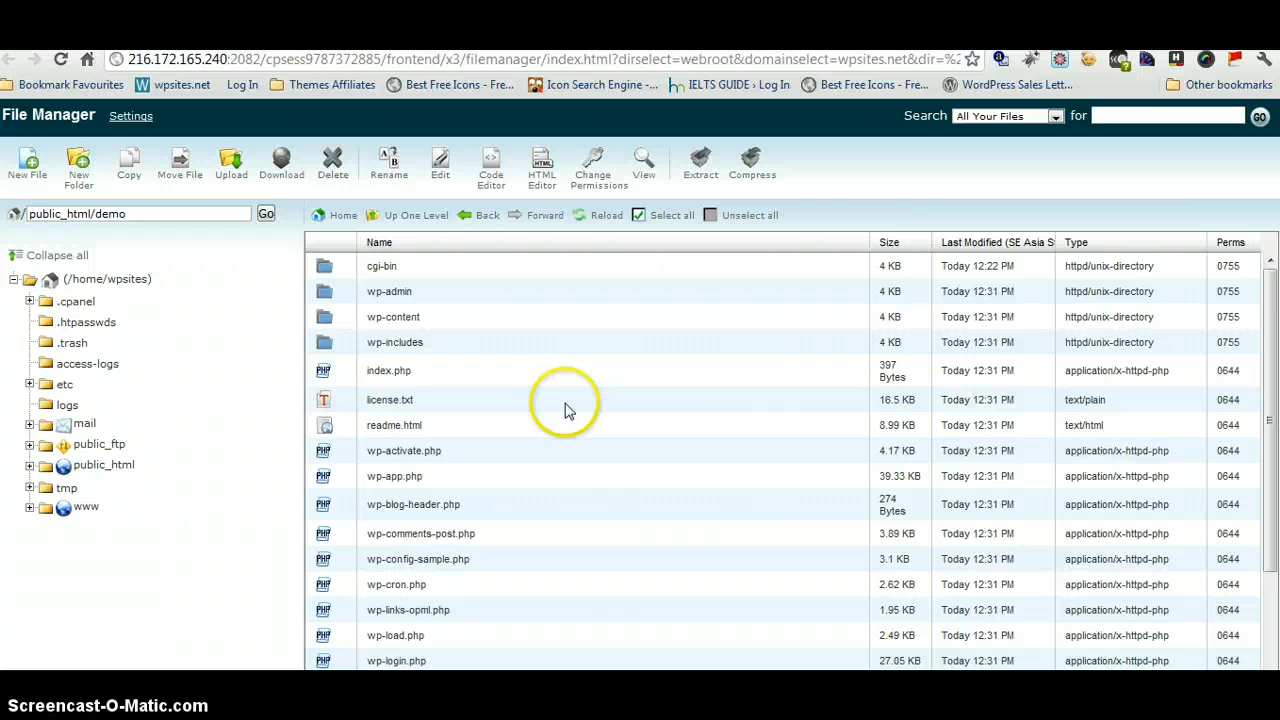 216.172.165.240:2082/cpsess9787372885/frontend/x3/filemanager/index.html?dirselect=webroot&domainselect=wpsites.net&dir=%2
Bookmark Favourites wpsites.net Log In Themes Affiliates Best Free Icons - Fre... Icon Search Engine -... IELTS GUIDE › Log In Best Free Icons - Fre... WordPress Sales Lett... Other bookmarks
File Manager Settings Search All Your Files for GO
New File New Folder Copy Move File Upload Download Delete Rename Edit Code Editor HTML Editor Change Permissions View Extract Compress
public_html/demo Go Home Up One Level Back Forward Reload Select all Unselect all
Collapse all
(/home/wpsites)
.cpanel
.htpasswds
.trash
access-logs
etc
logs
mail
public_ftp
public_html
tmp
www
Name Size Last Modified (SE Asia S Type Perms
cgi-bin 4 KB Today 12:22 PM httpd/unix-directory 0755
wp-admin 4 KB Today 12:31 PM httpd/unix-directory 0755
wp-content 4 KB Today 12:31 PM httpd/unix-directory 0755
wp-includes 4 KB Today 12:31 PM httpd/unix-directory 0755
index.php 397 Bytes Today 12:31 PM application/x-httpd-php 0644
license.txt 16.5 KB Today 12:31 PM text/plain 0644
readme.html 8.99 KB Today 12:31 PM text/html 0644
wp-activate.php 4.17 KB Today 12:31 PM application/x-httpd-php 0644
wp-app.php 39.33 KB Today 12:31 PM application/x-httpd-php 0644
wp-blog-header.php 274 Bytes Today 12:31 PM application/x-httpd-php 0644
wp-comments-post.php 3.89 KB Today 12:31 PM application/x-httpd-php 0644
wp-config-sample.php 3.1 KB Today 12:31 PM application/x-httpd-php 0644
wp-cron.php 2.62 KB Today 12:31 PM application/x-httpd-php 0644
wp-links-opml.php 1.95 KB Today 12:31 PM application/x-httpd-php 0644
wp-load.php 2.49 KB Today 12:31 PM application/x-httpd-php 0644
wp-login.php 27.05 KB Today 12:31 PM application/x-httpd-php 0644
Screencast-O-Matic.com